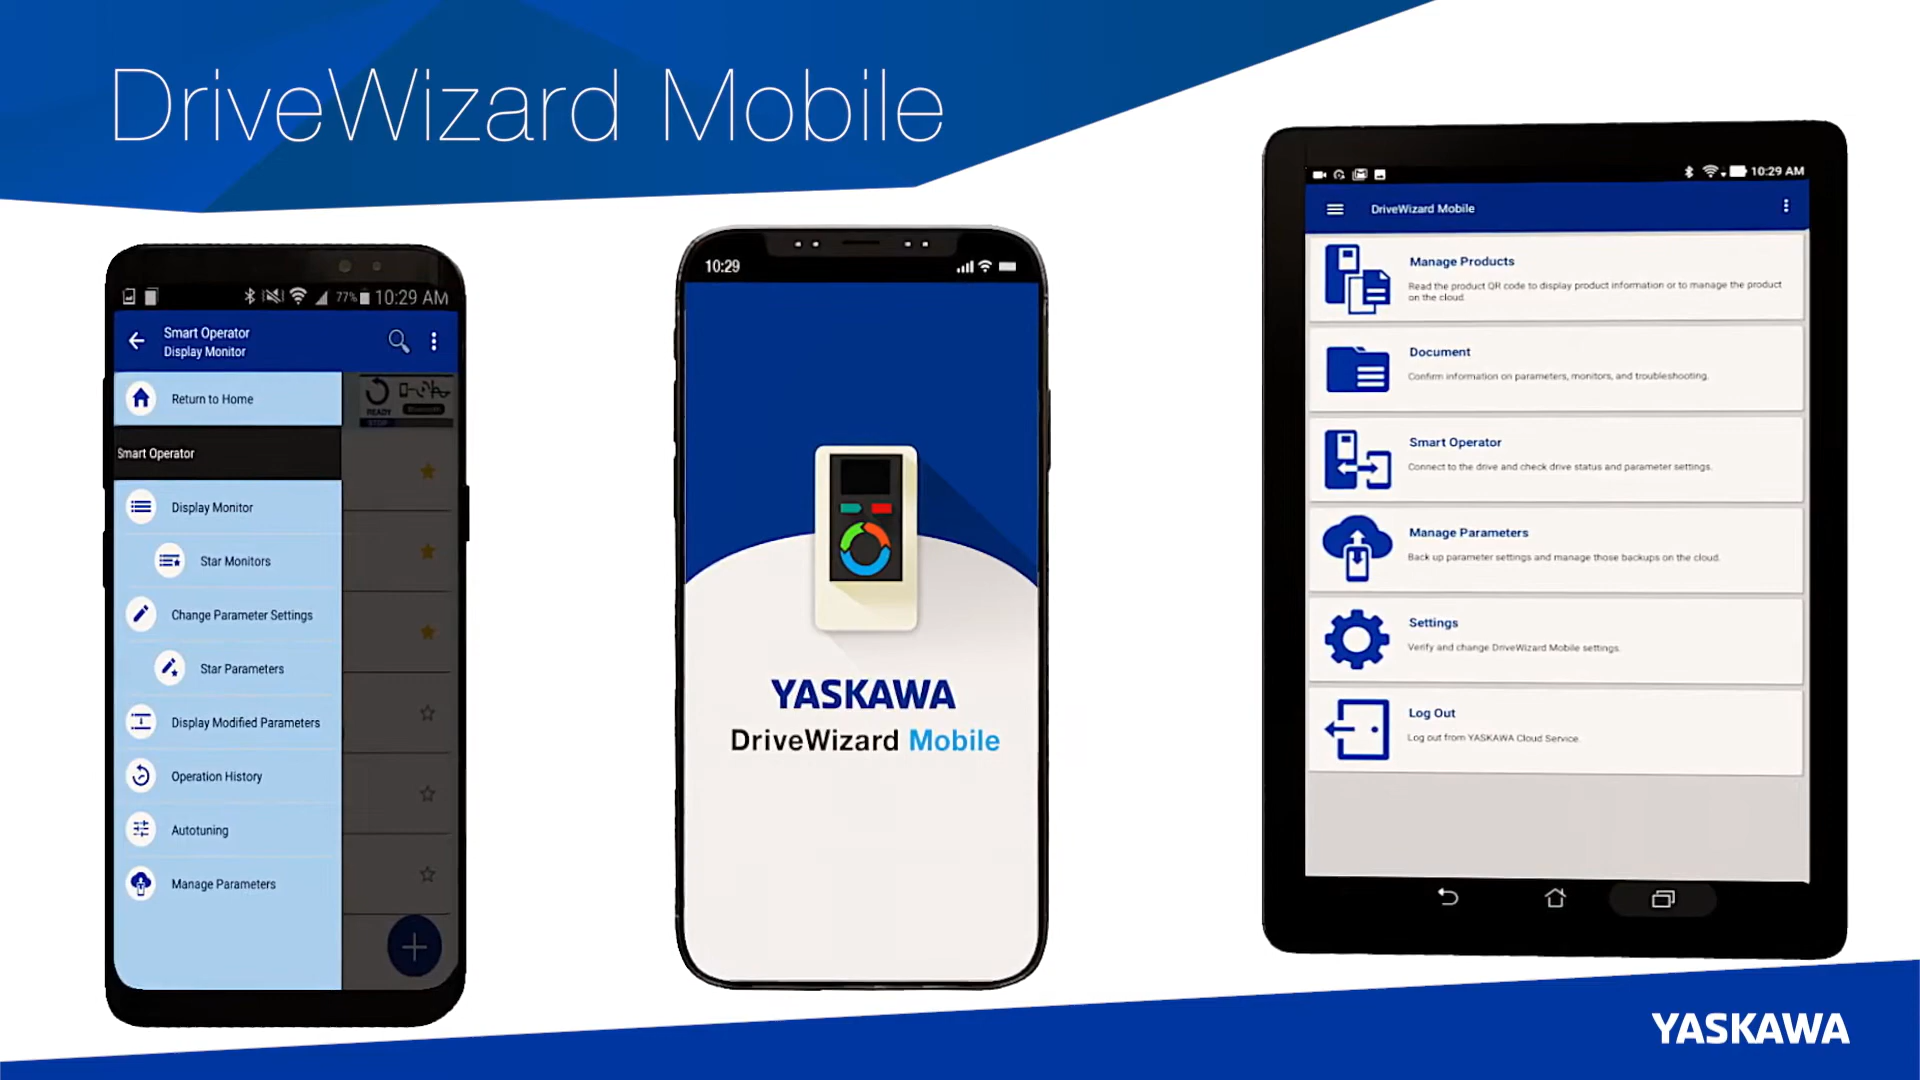 DriveWizard Mobile
77% 10:29 AM
Smart Operator
Display Monitor
Return to Home
READY
STOP
Smart Operator
Display Monitor
Star Monitors
Change Parameter Settings
Star Parameters
Display Modified Parameters
Operation History
Autotuning
Manage Parameters
10:29
YASKAWA
DriveWizard Mobile
10:29 AM
DriveWizard Mobile
Manage Products
Read the product QR code to display product information or to manage the product
on the cloud.
Document
Confirm information on parameters, monitors, and troubleshooting.
Smart Operator
Connect to the drive and check drive status and parameter settings.
Manage Parameters
Back up parameter settings and manage those backups on the cloud.
Settings
Verify and change DriveWizard Mobile settings.
Log Out
Log out from YASKAWA Cloud Service.
YASKAWA